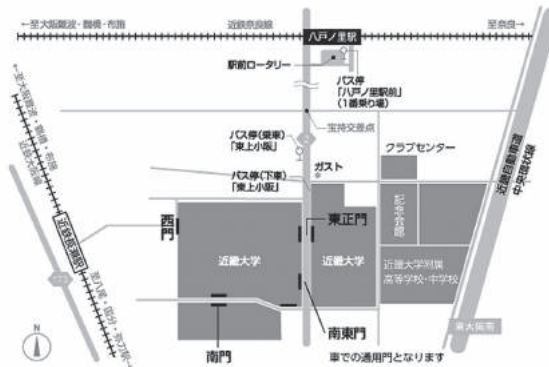 ←至大阪難波・鶴橋・布施
近鉄奈良線
至奈良→
八戸ノ里駅
駅前ロータリー
バス停
「八戸ノ里駅前」
(1番乗り場)
宝持交差点
バス停(乗車)
「東上小阪」
ガスト
クラブセンター
バス停(下車)
「東上小阪」
近畿自動車道
中央環状線
近鉄大阪線
近鉄長瀬駅
西門
東正門
近畿大学
近畿大学
記念会館
近畿大学附属
高等学校・中学校
南東門
南門
車での通用門となります
東大阪南
N